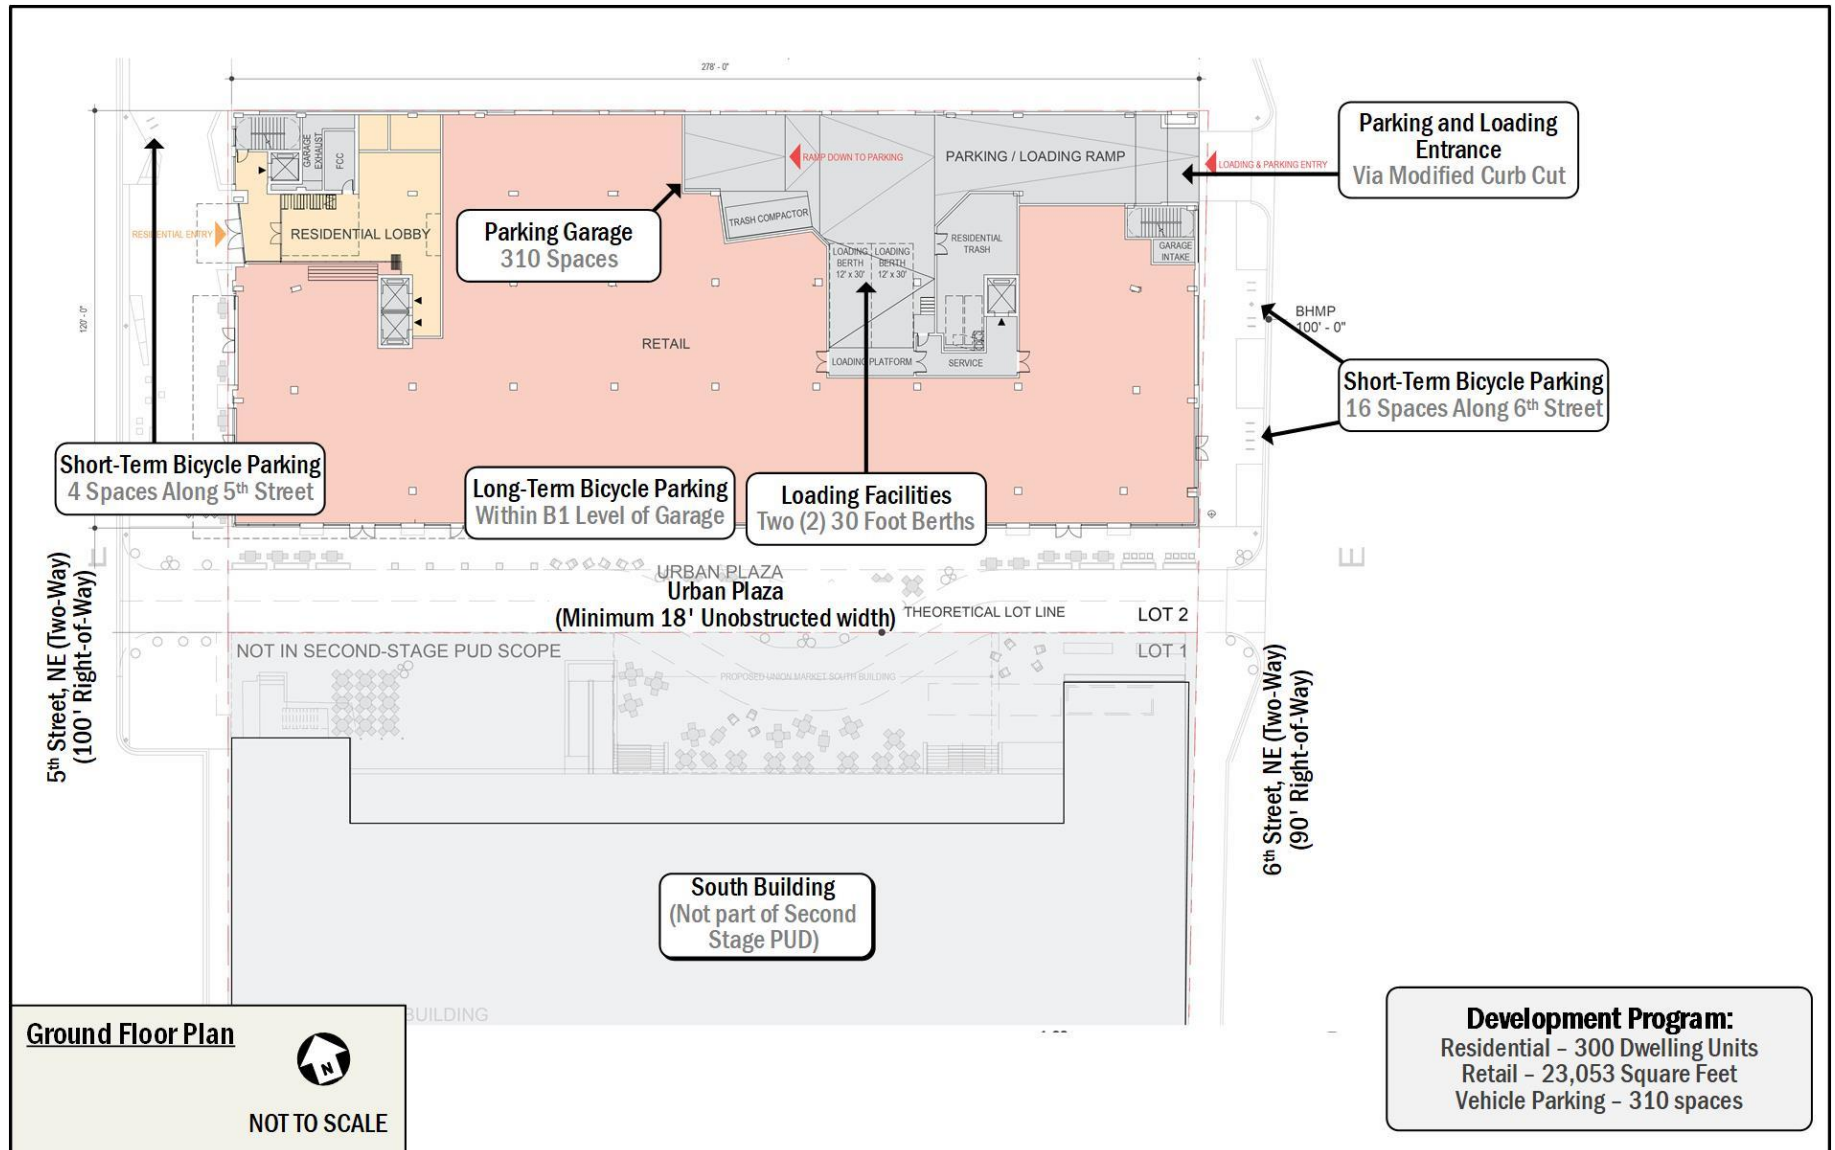 278' - 0"
120' - 0"
GARAGE
EXHAUST
FCC
RAMP DOWN TO PARKING
PARKING / LOADING RAMP
LOADING & PARKING ENTRY
Parking and Loading
Entrance
Via Modified Curb Cut
RESIDENTIAL ENTRY
RESIDENTIAL LOBBY
Parking Garage
310 Spaces
TRASH COMPACTOR
LOADING
BERTH
12' x 30'
LOADING
BERTH
12' x 30'
RESIDENTIAL
TRASH
GARAGE
INTAKE
BHMP
100' - 0"
RETAIL
LOADING PLATFORM
SERVICE
Short-Term Bicycle Parking
16 Spaces Along 6th Street
Short-Term Bicycle Parking
4 Spaces Along 5th Street
Long-Term Bicycle Parking
Within B1 Level of Garage
Loading Facilities
Two (2) 30 Foot Berths
5th Street, NE (Two-Way)
(100' Right-of-Way)
E
URBAN PLAZA
Urban Plaza
(Minimum 18' Unobstructed width)
THEORETICAL LOT LINE
LOT 2
NOT IN SECOND-STAGE PUD SCOPE
LOT 1
PROPOSED UNION MARKET SOUTH BUILDING
6th Street, NE (Two-Way)
(90' Right-of-Way)
South Building
(Not part of Second
Stage PUD)
BUILDING
Ground Floor Plan
N
NOT TO SCALE
Development Program:
Residential – 300 Dwelling Units
Retail – 23,053 Square Feet
Vehicle Parking – 310 spaces